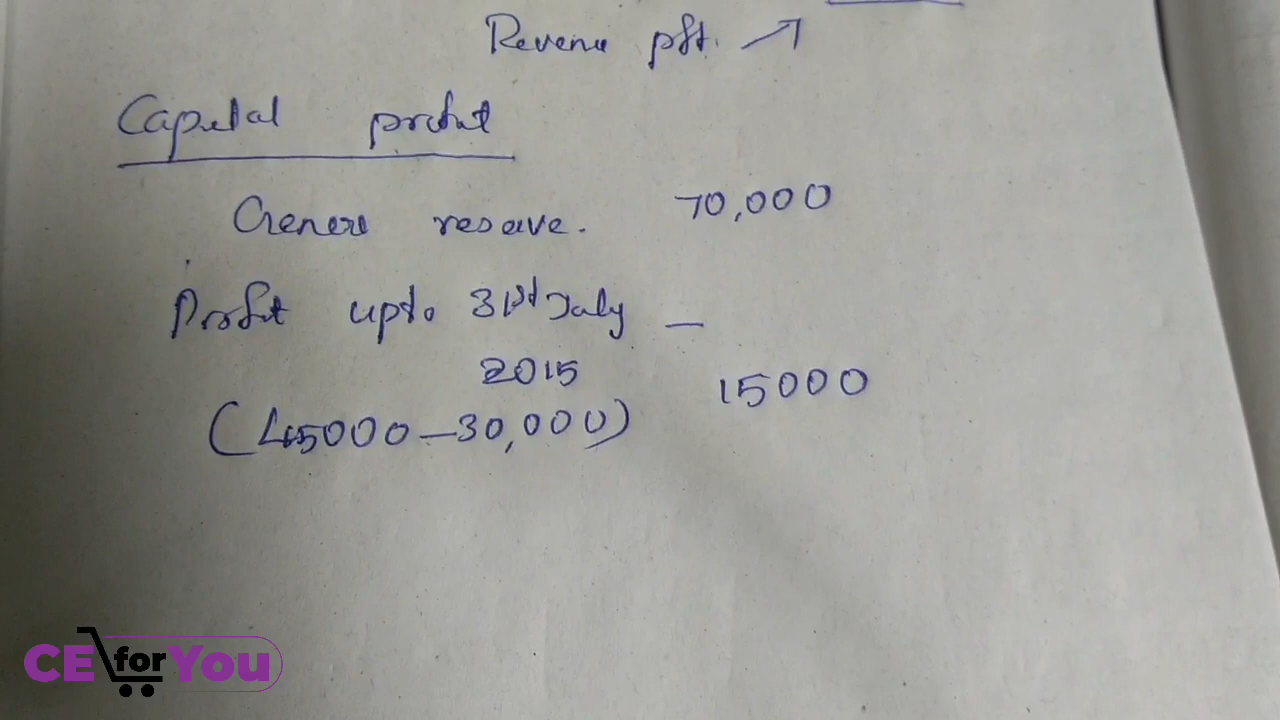 Revenue pft.
Capital profit
General reserve. 70,000
Profit upto 31st July —
2015
15000
(45000 — 30,000)
CE for You